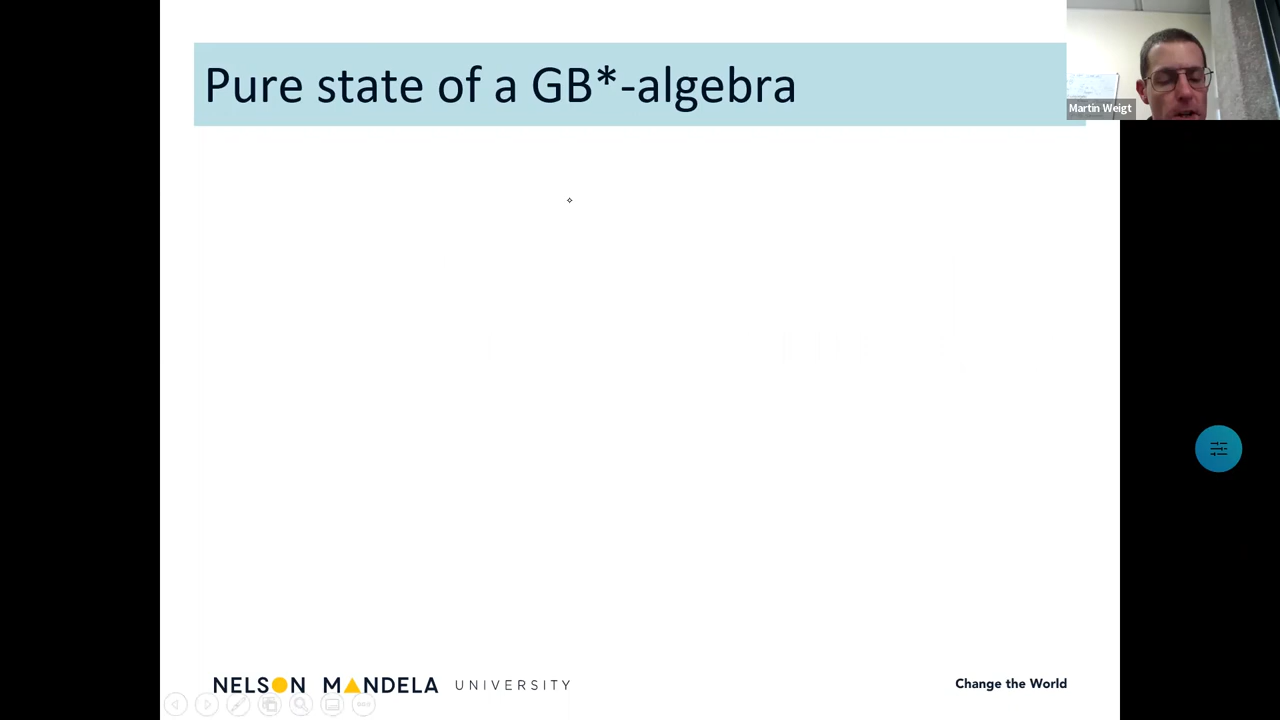 Pure state of a GB*-algebra
Martin Weigt
NELSON MANDELA UNIVERSITY
Change the World